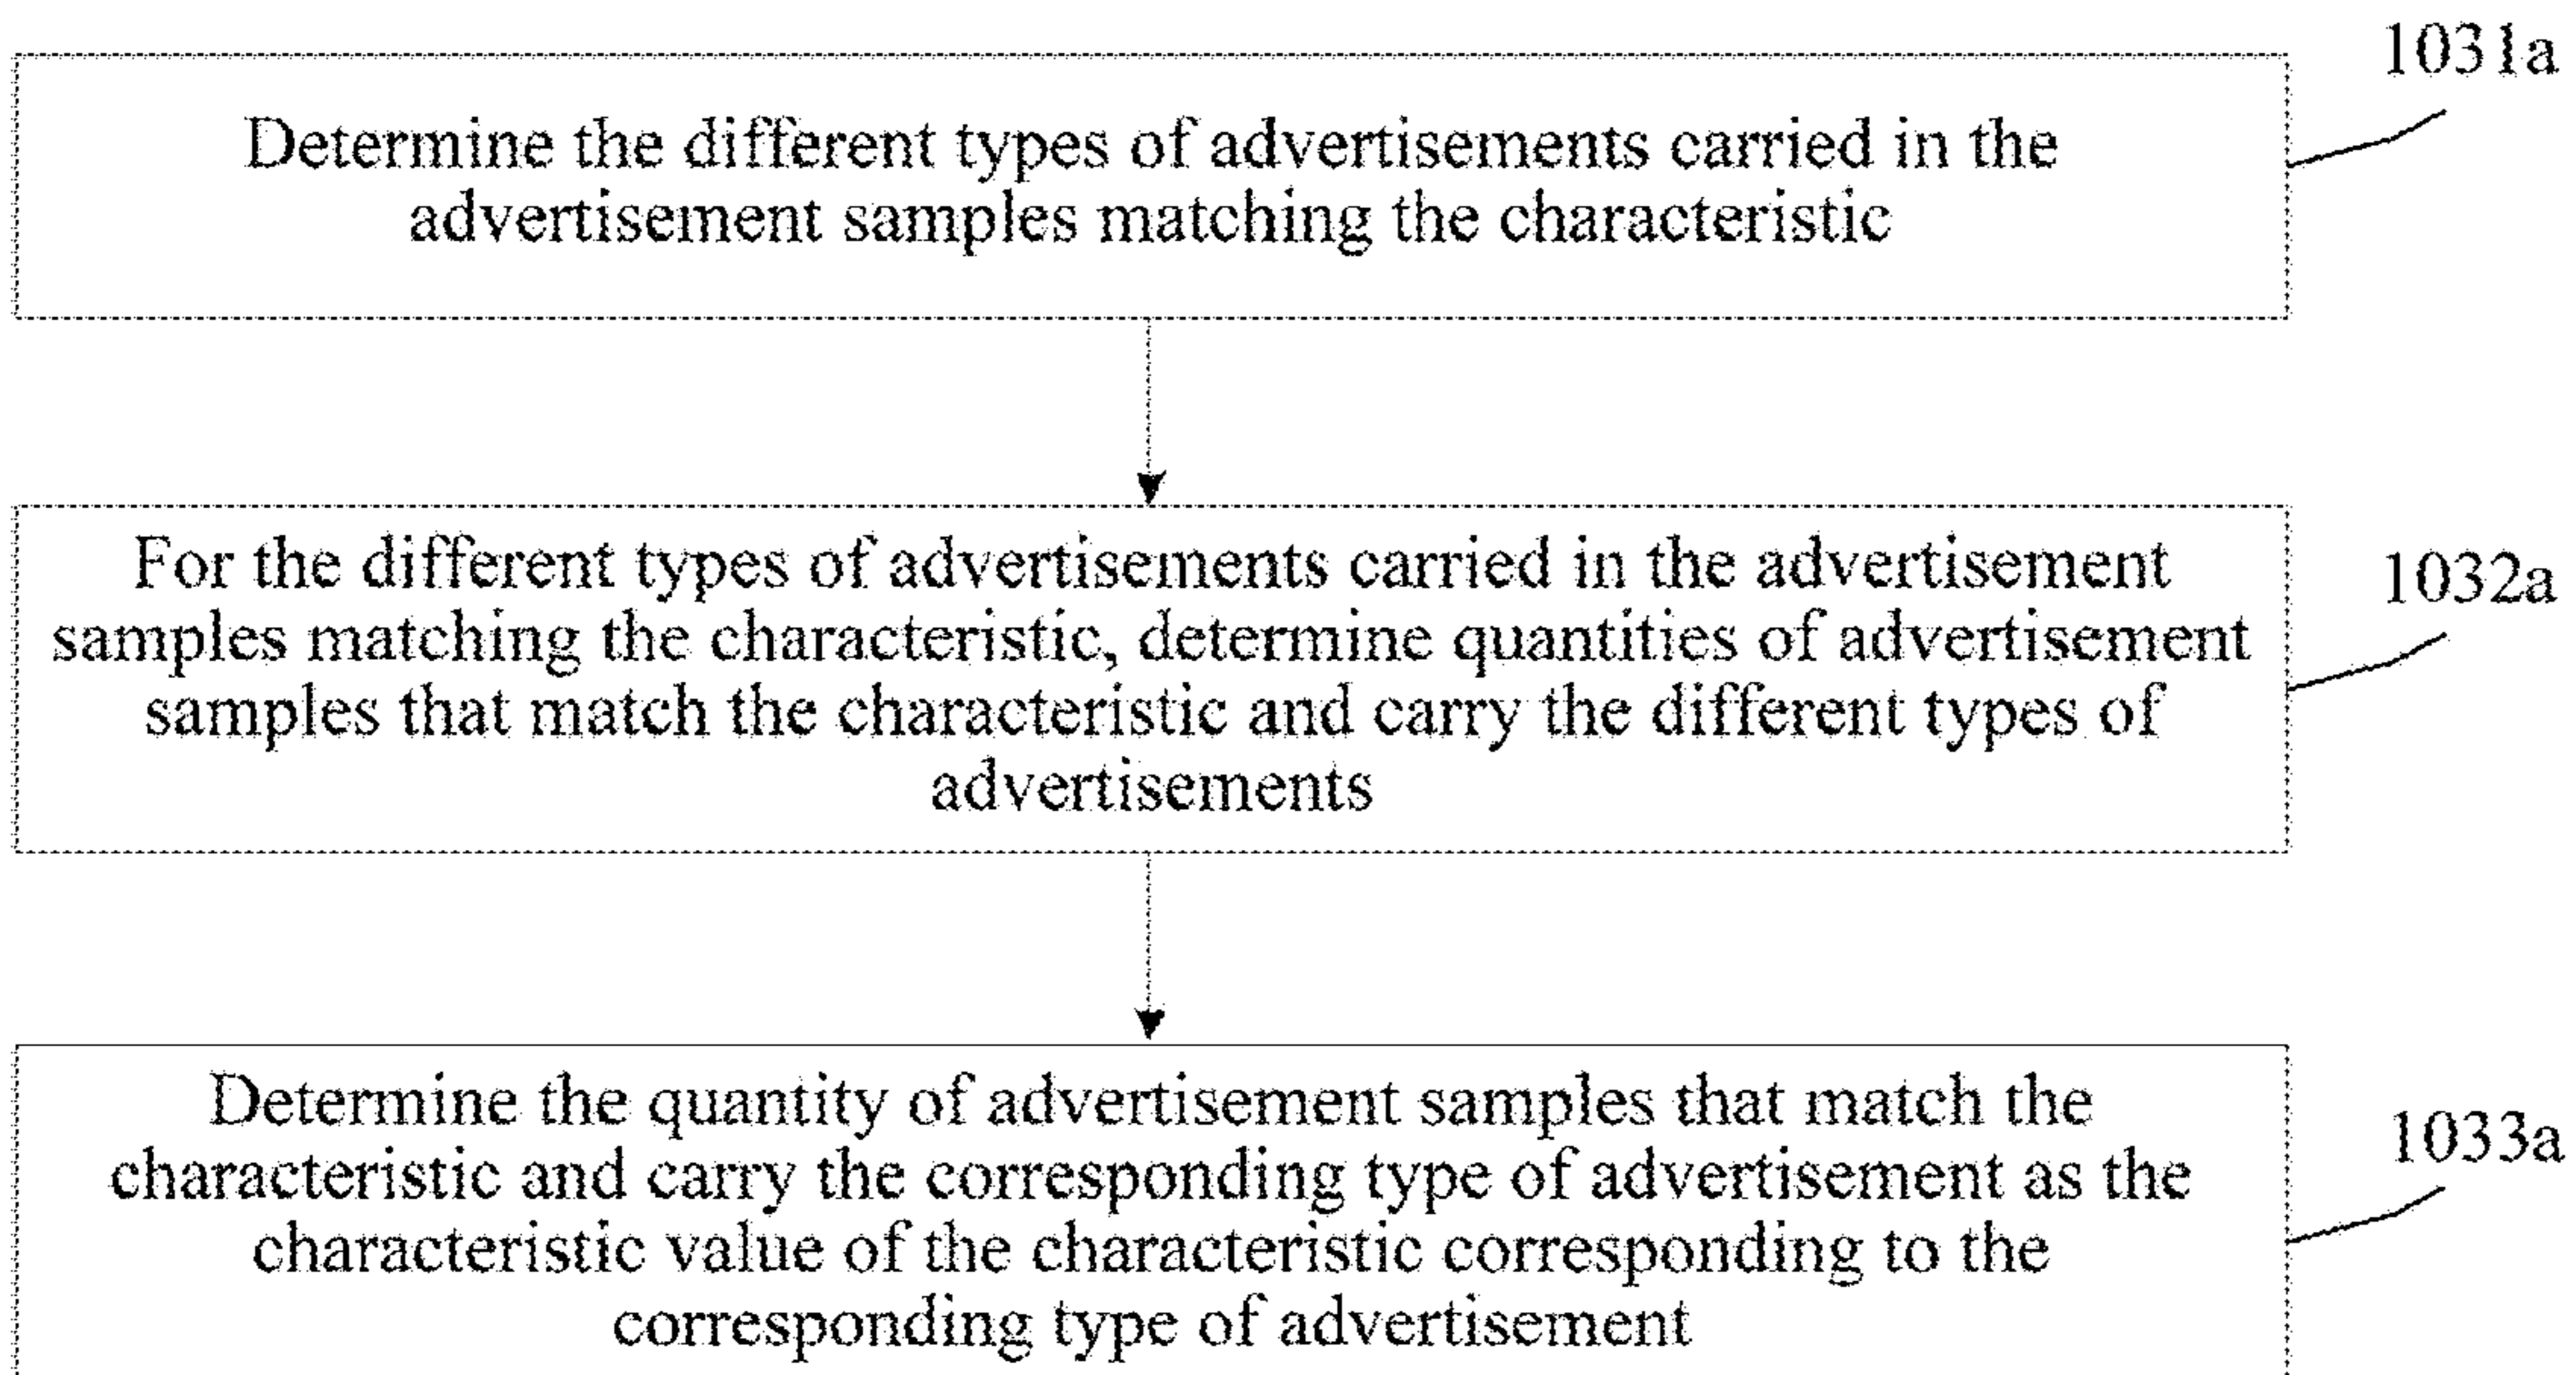 1031a
Determine the different types of advertisements carried in the
advertisement samples matching the characteristic
For the different types of advertisements carried in the advertisement
samples matching the characteristic, determine quantities of advertisement
samples that match the characteristic and carry the different types of
advertisements
1032a
Determine the quantity of advertisement samples that match the
characteristic and carry the corresponding type of advertisement as the
characteristic value of the characteristic corresponding to the
corresponding type of advertisement
1033a